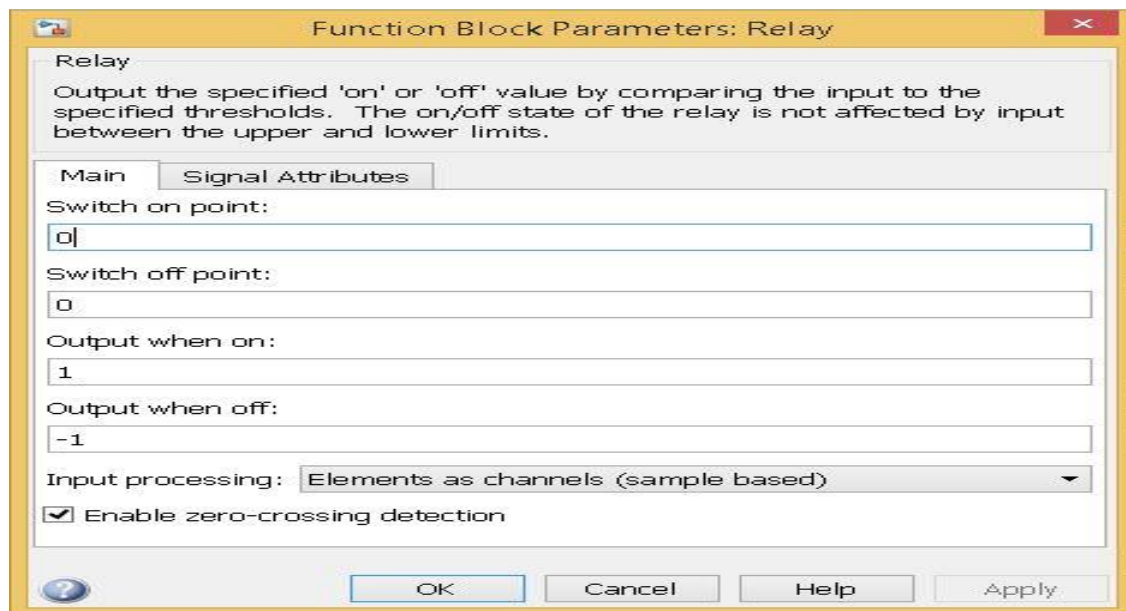 Function Block Parameters: Relay
Relay
Output the specified 'on' or 'off' value by comparing the input to the
specified thresholds. The on/off state of the relay is not affected by input
between the upper and lower limits.
Main Signal Attributes
Switch on point:
0
Switch off point:
0
Output when on:
1
Output when off:
-1
Input processing: Elements as channels (sample based)
Enable zero-crossing detection
OK Cancel Help Apply